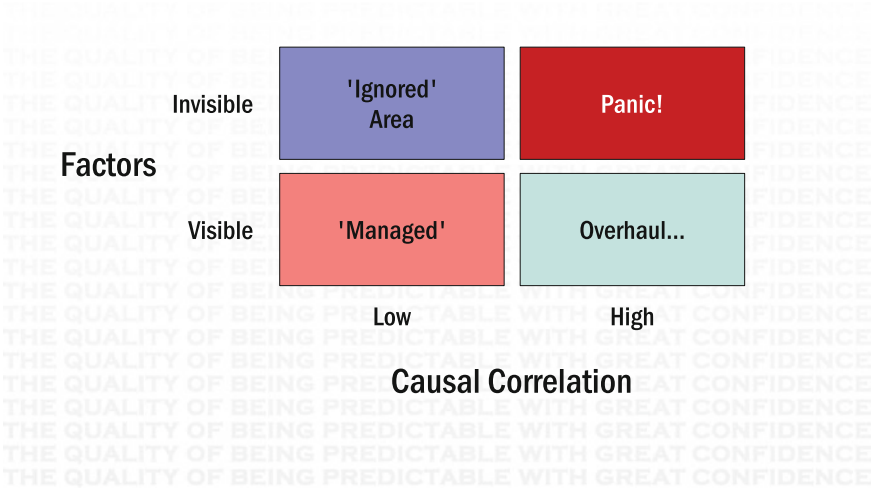 'Ignored'
Area
Panic!
Invisible
Factors
Visible
'Managed'
Overhaul...
Low
High
Causal Correlation
THE QUALITY OF BEING PREDICTABLE WITH GREAT CONFIDENCE